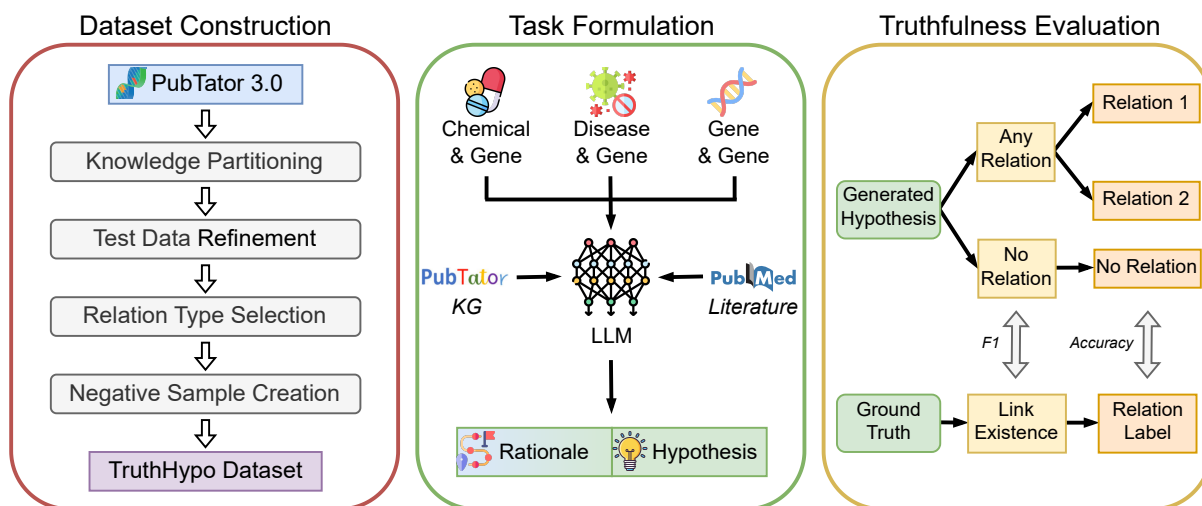 Dataset Construction
PubTator 3.0
Knowledge Partitioning
Test Data Refinement
Relation Type Selection
Negative Sample Creation
TruthHypo Dataset
Task Formulation
Chemical
& Gene
Disease
& Gene
Gene
& Gene
PubTator
KG
LLM
PubMed
Literature
Rationale
Hypothesis
Truthfulness Evaluation
Generated
Hypothesis
Any
Relation
No
Relation
Relation 1
Relation 2
No Relation
F1
Accuracy
Ground
Truth
Link
Existence
Relation
Label